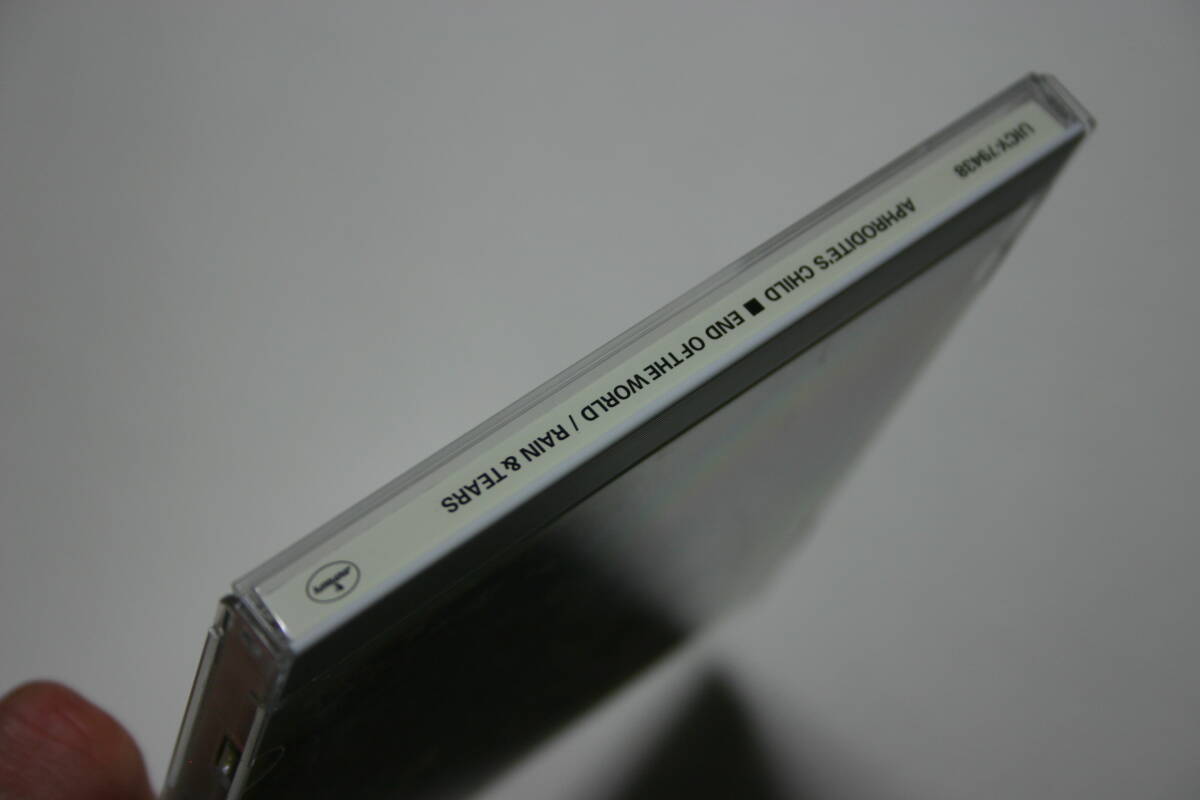 UICY-79438 APHRODITE'S CHILD ■ END OF THE WORLD / RAIN & TEARS